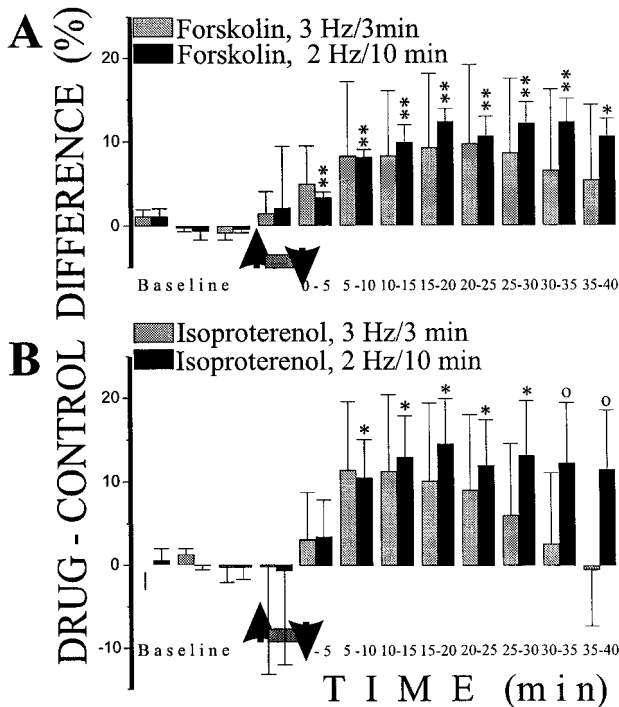 A
Forskolin, 3 Hz/3min
Forskolin, 2 Hz/10 min
20
10
0
** ** ** ** ** ** ** *
Baseline
0 - 5 5 -10 10-15 15-20 20-25 25-30 30-35 35-40
DRUG - CONTROL DIFFERENCE (%)
B
Isoproterenol, 3 Hz/3 min
Isoproterenol, 2 Hz/10 min
20
10
0
-10
* * * * * o o
Baseline
- 5 5 -10 10-15 15-20 20-25 25-30 30-35 35-40
TIME (min)